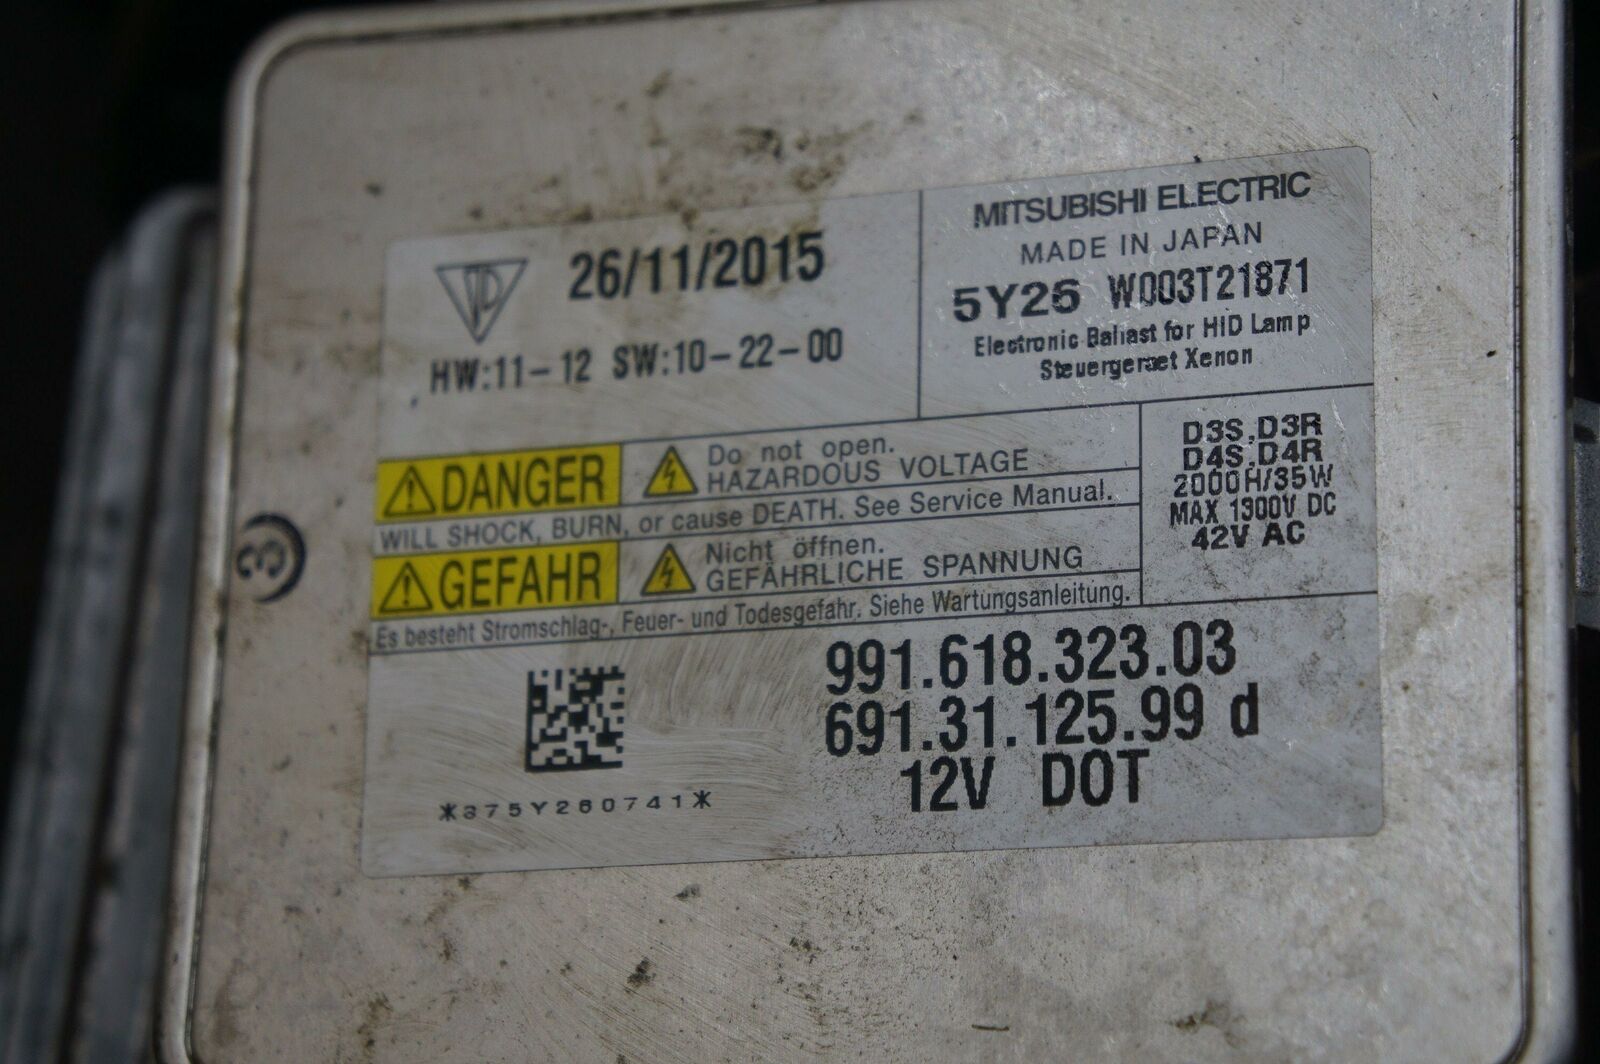 26/11/2015
HW:11-12 SW:10-22-00
MITSUBISHI ELECTRIC
MADE IN JAPAN
5Y26 W003T21871
Electronic Ballast for HID Lamp
Steuergeraet Xenon
DANGER
Do not open.
HAZARDOUS VOLTAGE
WILL SHOCK, BURN, or cause DEATH. See Service Manual.
GEFAHR
Nicht öffnen.
GEFÄHRLICHE SPANNUNG
Es besteht Stromschlag-, Feuer- und Todesgefahr. Siehe Wartungsanleitung.
D3S,D3R
D4S,D4R
2000H/35W
MAX 1300V DC
42V AC
3
991.618.323.03
691.31.125.99 d
12V DOT
*375Y260741*